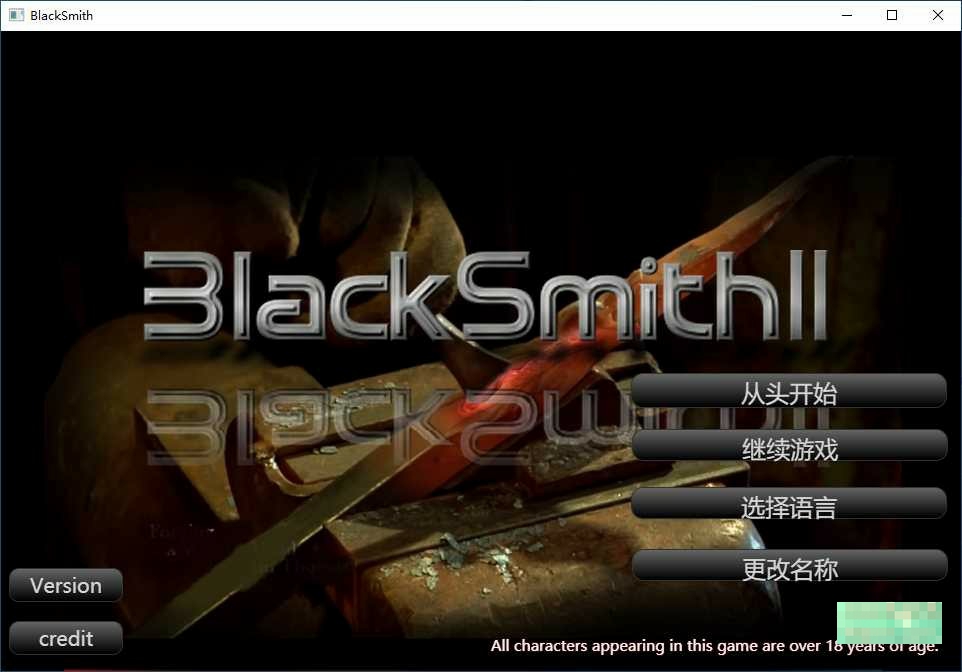 BlackSmith
BlackSmithII
从头开始
继续游戏
选择语言
更改名称
Version
credit
All characters appearing in this game are over 18 years of age.